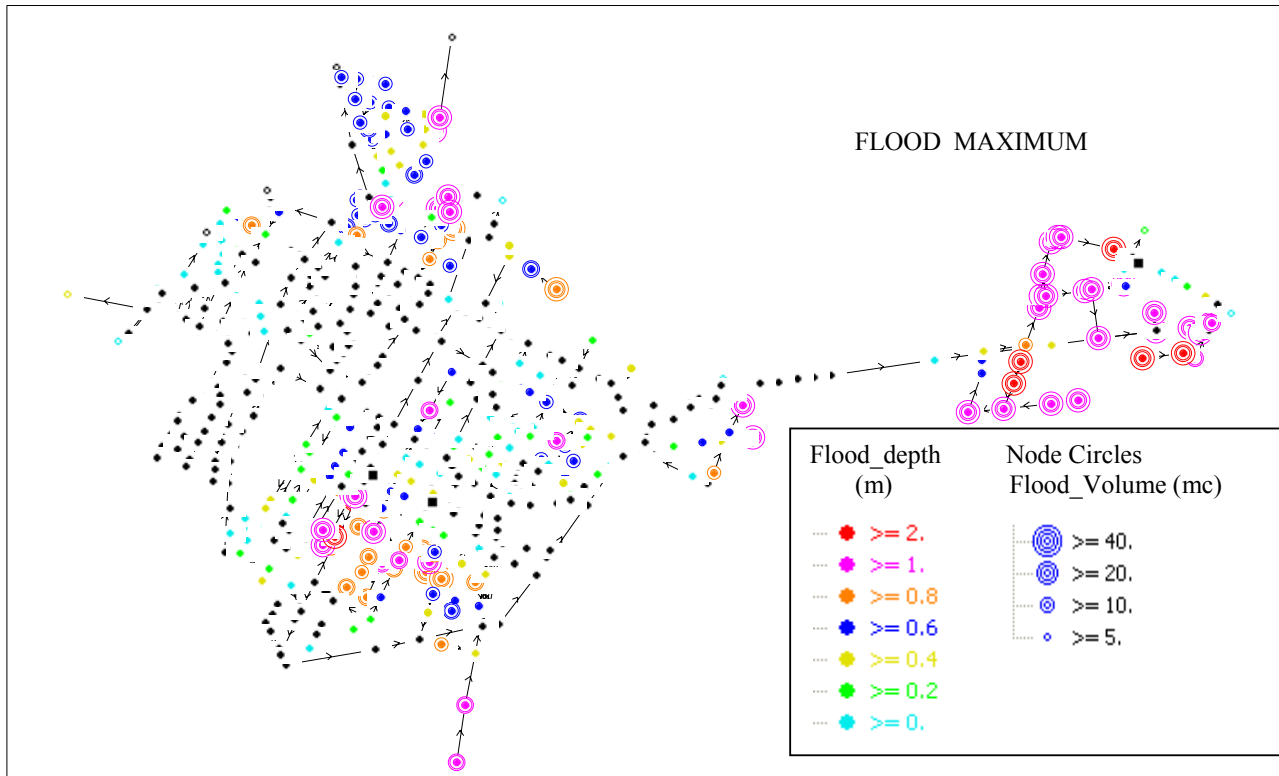 FLOOD MAXIMUM
Flood_depth
(m)
>= 2.
>= 1.
>= 0.8
>= 0.6
>= 0.4
>= 0.2
>= 0.
Node Circles
Flood_Volume (mc)
>= 40.
>= 20.
>= 10.
>= 5.